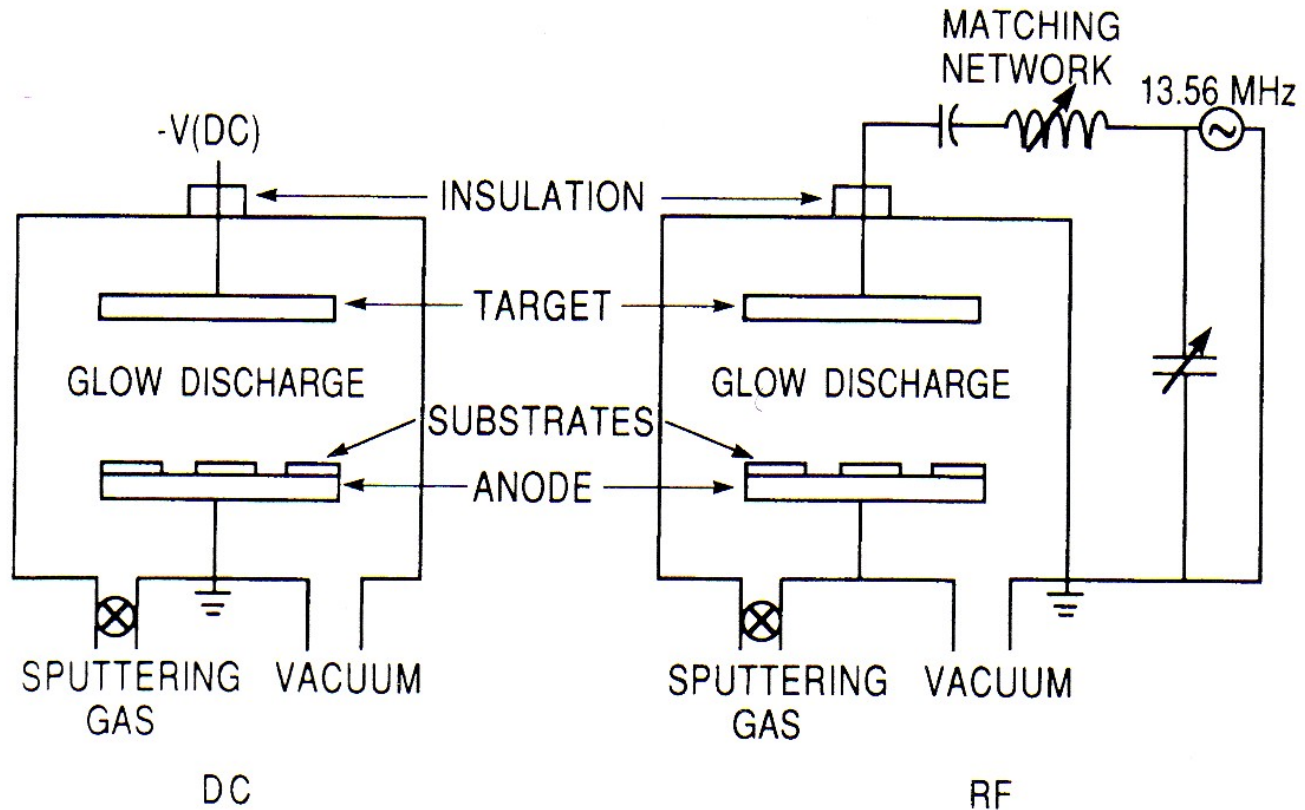 MATCHING
NETWORK
13.56 MHz
-V(DC)
INSULATION
TARGET
GLOW DISCHARGE
GLOW DISCHARGE
SUBSTRATES
ANODE
SPUTTERING
GAS
VACUUM
SPUTTERING
GAS
VACUUM
DC
RF